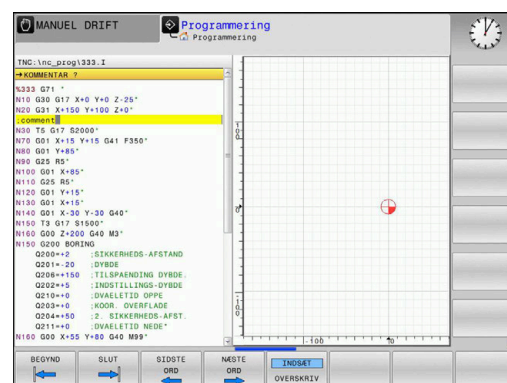 MANUEL DRIFT
Programmering
Programmering
TNC:\nc_prog\333.I
→KOMMENTAR ?
%333 G71 *
N10 G30 G17 X+0 Y+0 Z-25*
N20 G31 X+150 Y+100 Z+0*
;comment
N30 T5 G17 S2000*
N70 G01 X+15 Y+15 G41 F350*
N80 G01 Y+85*
N90 G25 R5*
N100 G01 X+85*
N110 G25 R5*
N120 G01 Y+15*
N130 G01 X+15*
N140 G01 X-30 Y-30 G40*
N150 T3 G17 S1500*
N160 G00 Z+200 G40 M3*
N150 G200 BORING
Q200=+2 ;SIKKERHEDS-AFSTAND
Q201=-20 ;DYBDE
Q206=+150 ;TILSPAENDING DYBDE.
Q202=+5 ;INDSTILLINGS-DYBDE
Q210=+0 ;DVAELETID OPPE
Q203=+0 ;KOOR. OVERFLADE
Q204=+50 ;2. SIKKERHEDS-AFST.
Q211=+0 ;DVAELETID NEDE*
N160 G00 X+55 Y+80 G40 M99*
-100
0
BEGYND
SLUT
SIDSTE
ORD
NÆSTE
ORD
INDSÆT
OVERSKRIV